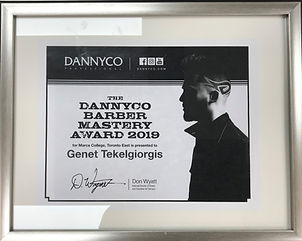 DANNYCO
PROFESSIONAL
DANNYCO.COM
THE
DANNYCO
BARBER
MASTERY
AWARD 2019
for Marca College, Toronto East is presented to
Genet Tekelgiorgis
Don Wyatt